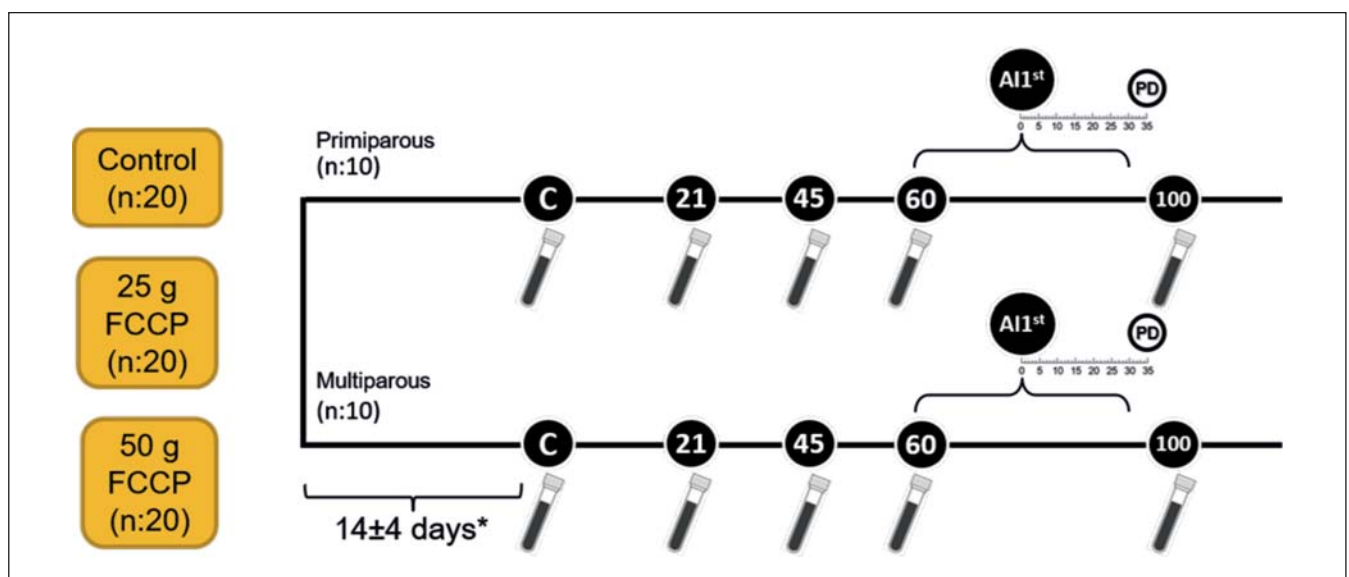 Control
(n:20)
25 g
FCCP
(n:20)
50 g
FCCP
(n:20)
Primiparous
(n:10)
AI1st
PD
0 5 10 15 20 25 30 35
C 21 45 60 100
Multiparous
(n:10)
AI1st
PD
0 5 10 15 20 25 30 35
C 21 45 60 100
14±4 days*